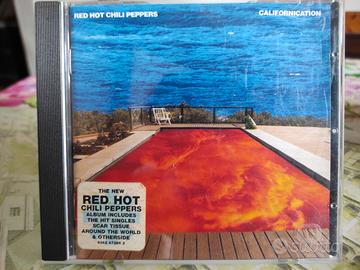 RED HOT CHILI PEPPERS
CALIFORNICATION
THE NEW
RED HOT
CHILI PEPPERS
ALBUM INCLUDES
THE HIT SINGLES
SCAR TISSUE
AROUND THE WORLD
& OTHERSIDE